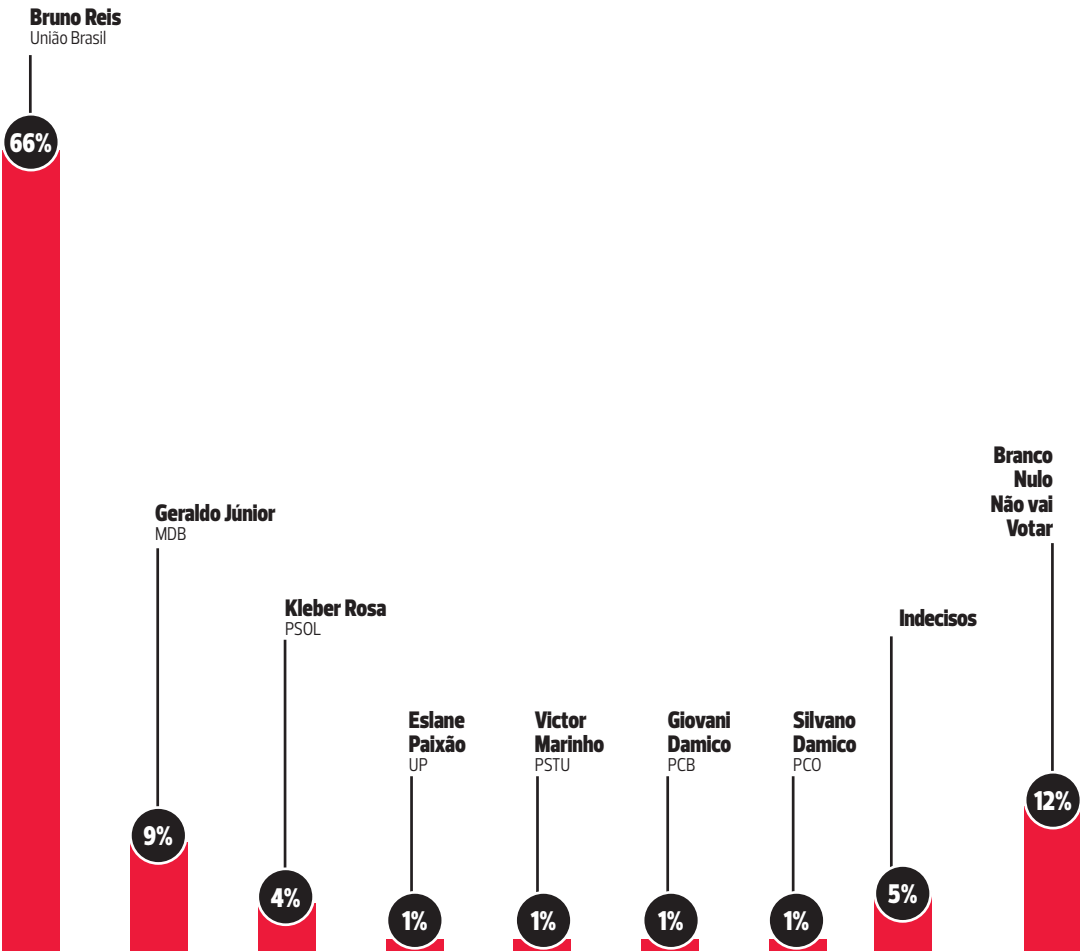 Bruno Reis
União Brasil
66%
Geraldo Júnior
MDB
9%
Kleber Rosa
PSOL
4%
Eslane
Paixão
UP
1%
Victor
Marinho
PSTU
1%
Giovani
Damico
PCB
1%
Silvano
Damico
PCO
1%
Indecisos
5%
Branco
Nulo
Não vai
Votar
12%